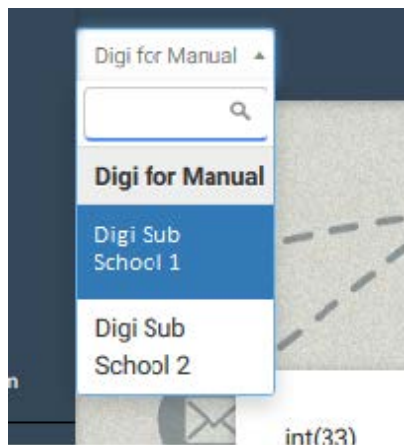 Digi for Manual
Digi for Manual
Digi Sub
School 1
Digi Sub
School 2
int(33)